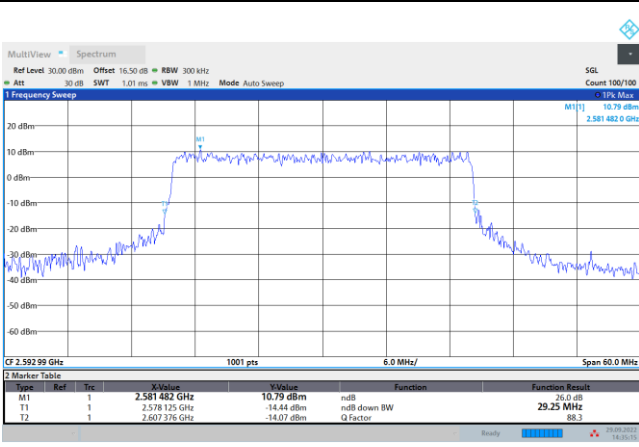 MultiView Spectrum
Ref Level 30.00 dBm Offset 16.50 dB RBW 300 kHz SGL
Att 30 dB SWT 1.01 ms VBW 1 MHz Mode Auto Sweep Count 100/100
1 Frequency Sweep 1Pk Max
M1[1] 10.79 dBm
2.581 482 0 GHz
20 dBm
M1
10 dBm
0 dBm
-10 dBm
T1 T2
-20 dBm
-30 dBm
-40 dBm
-50 dBm
-60 dBm
CF 2.592 99 GHz 1001 pts 6.0 MHz/ Span 60.0 MHz
2 Marker Table
Type Ref Trc X-Value Y-Value Function Function Result
M1 1 2.581 482 GHz 10.79 dBm ndB 26.0 dB
T1 1 2.578 125 GHz -14.44 dBm ndB down BW 29.25 MHz
T2 1 2.607 376 GHz -14.07 dBm Q Factor 88.3
Ready